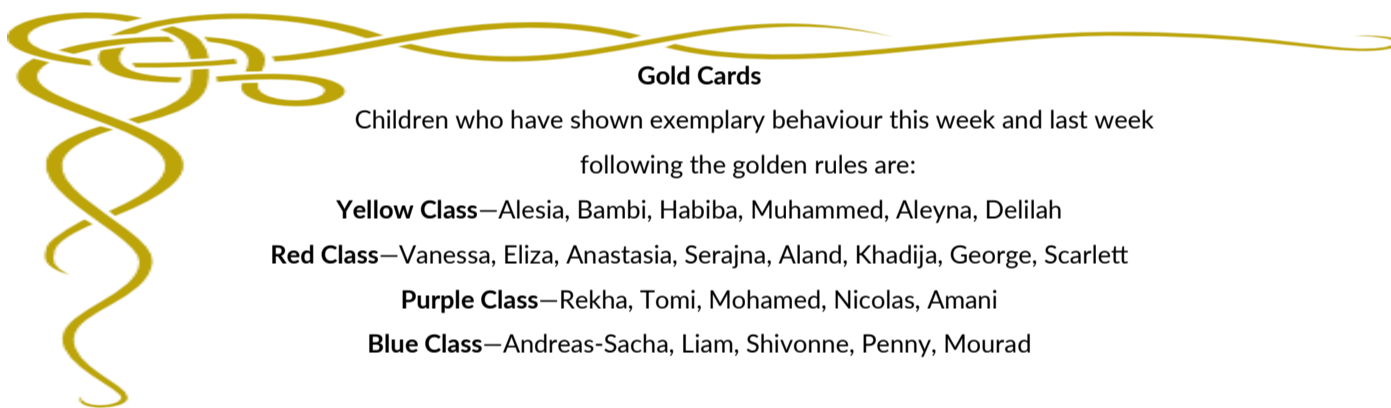 Gold Cards
Children who have shown exemplary behaviour this week and last week
following the golden rules are:
Yellow Class—Alesia, Bambi, Habiba, Muhammed, Aleyna, Delilah
Red Class—Vanessa, Eliza, Anastasia, Serajna, Aland, Khadija, George, Scarlett
Purple Class—Rekha, Tomi, Mohamed, Nicolas, Amani
Blue Class—Andreas-Sacha, Liam, Shivonne, Penny, Mourad